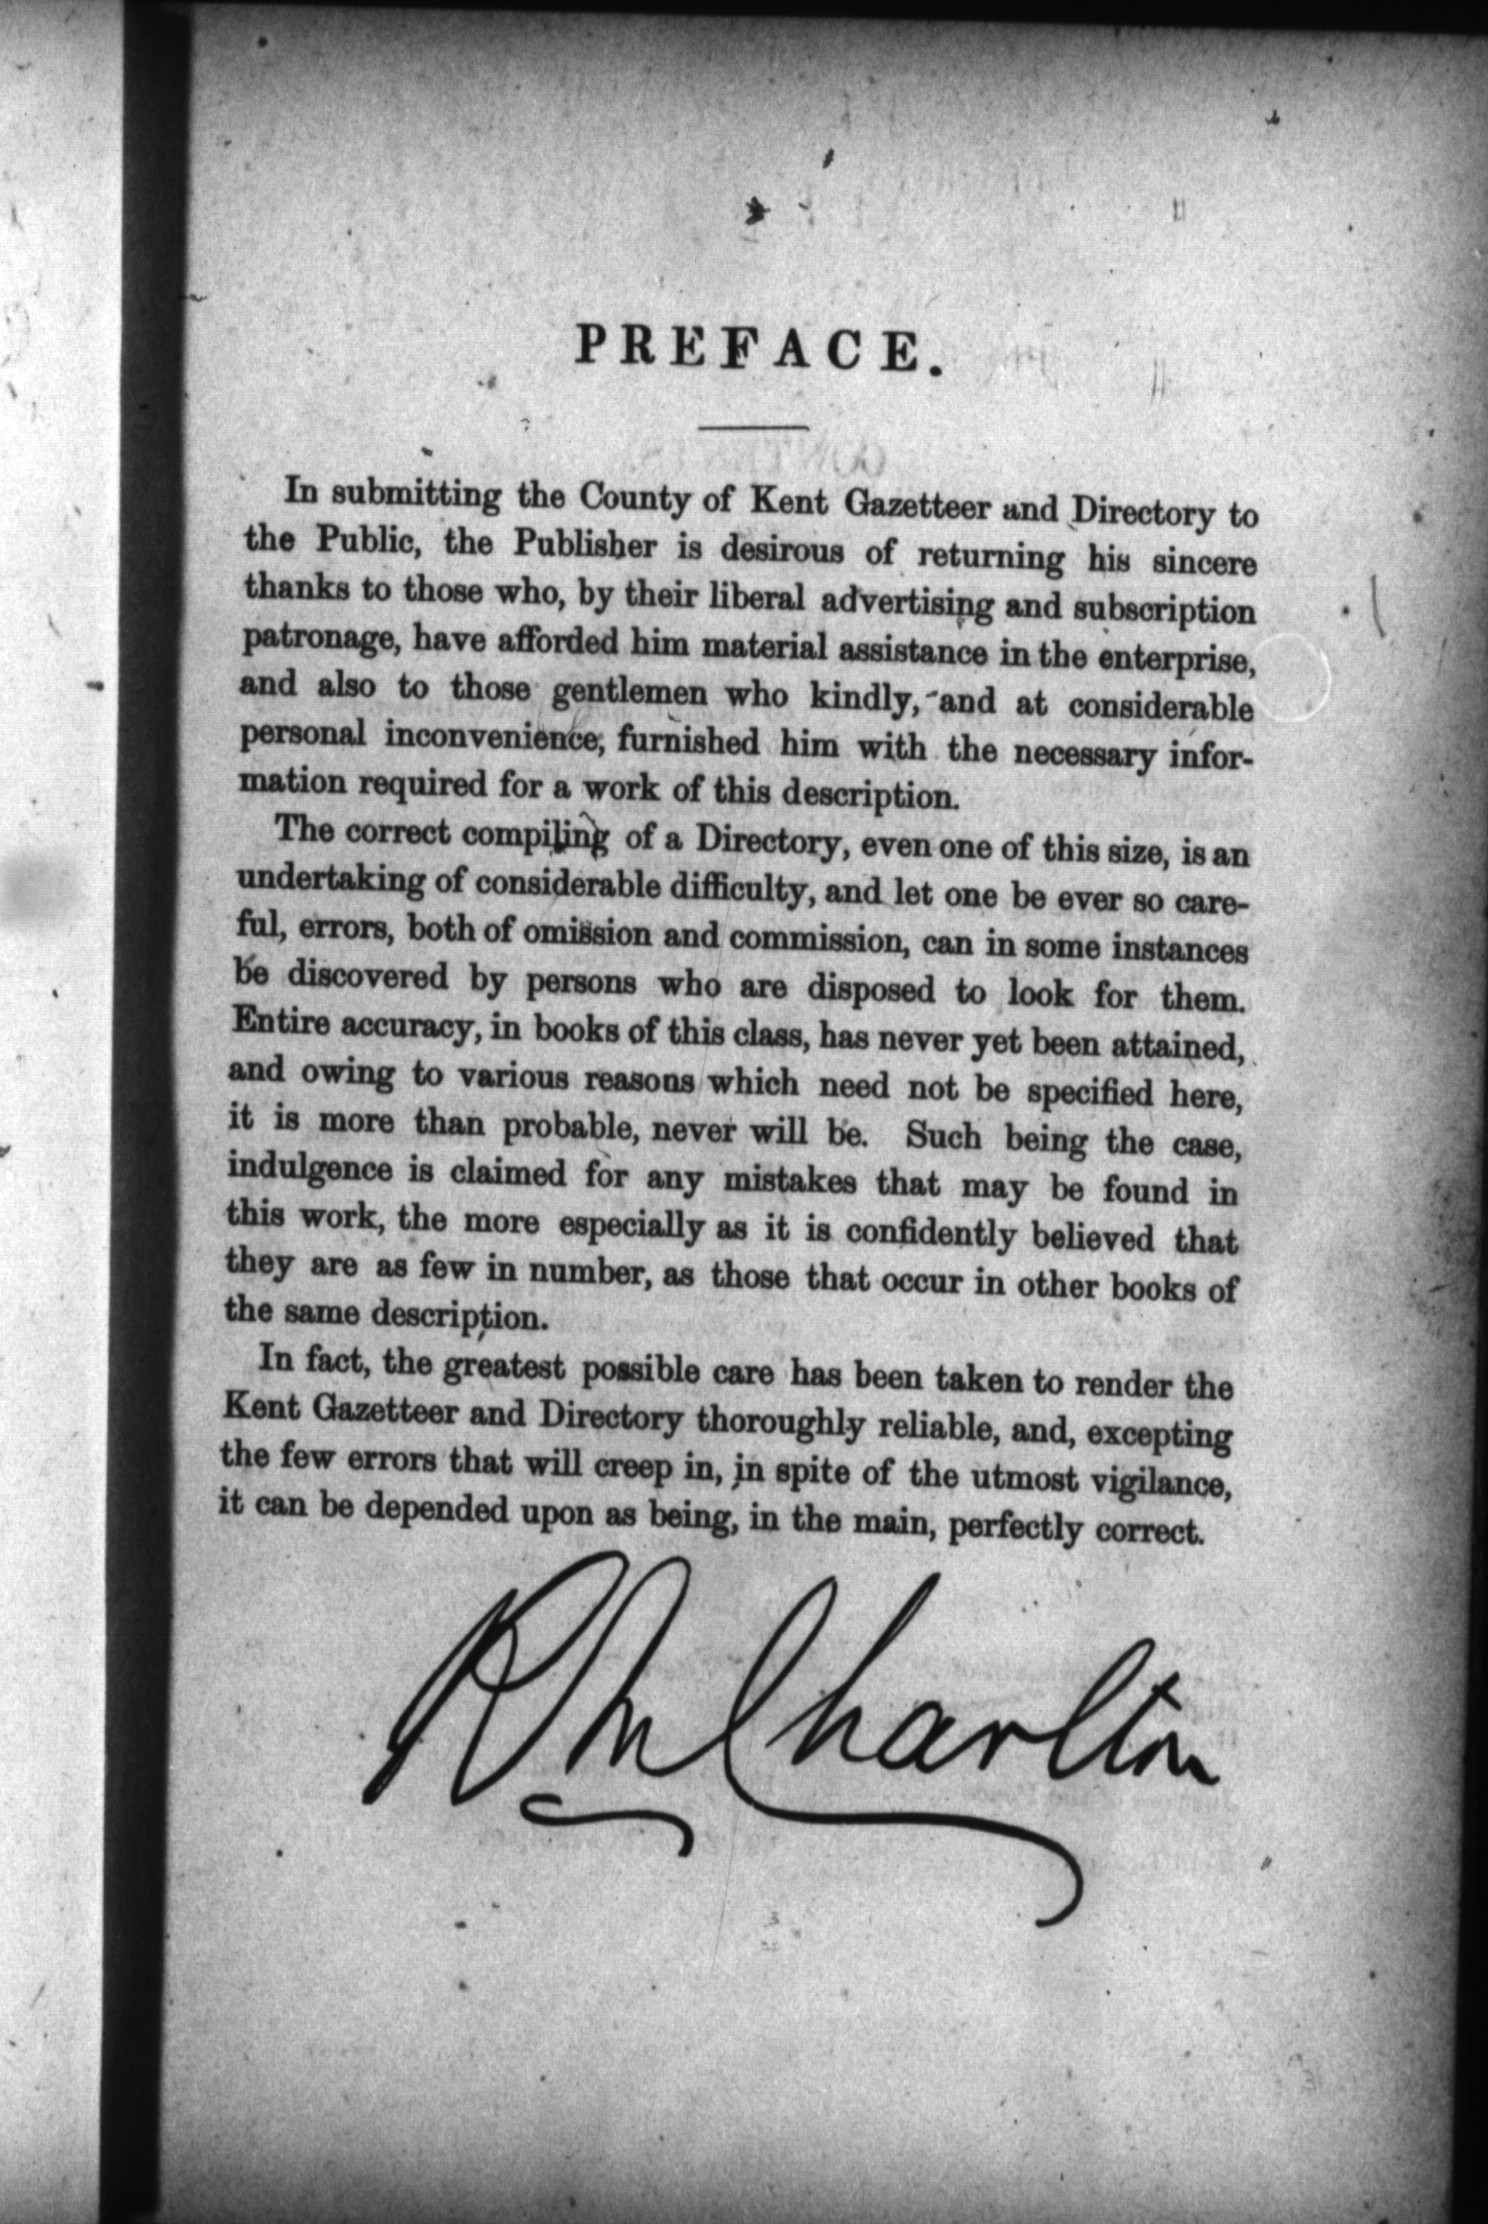 PREFACE.
In submitting the County of Kent Gazetteer and Directory to
the Public, the Publisher is desirous of returning his sincere
thanks to those who, by their liberal advertising and subscription
patronage, have afforded him material assistance in the enterprise,
and also to those gentlemen who kindly, and at considerable
personal inconvenience, furnished him with the necessary infor-
mation required for a work of this description.
The correct compiling of a Directory, even one of this size, is an
undertaking of considerable difficulty, and let one be ever so care-
ful, errors, both of omission and commission, can in some instances
be discovered by persons who are disposed to look for them.
Entire accuracy, in books of this class, has never yet been attained,
and owing to various reasons which need not be specified here,
it is more than probable, never will be. Such being the case,
indulgence is claimed for any mistakes that may be found in
this work, the more especially as it is confidently believed that
they are as few in number, as those that occur in other books of
the same description.
In fact, the greatest possible care has been taken to render the
Kent Gazetteer and Directory thoroughly reliable, and, excepting
the few errors that will creep in, in spite of the utmost vigilance,
it can be depended upon as being, in the main, perfectly correct.
Charlton